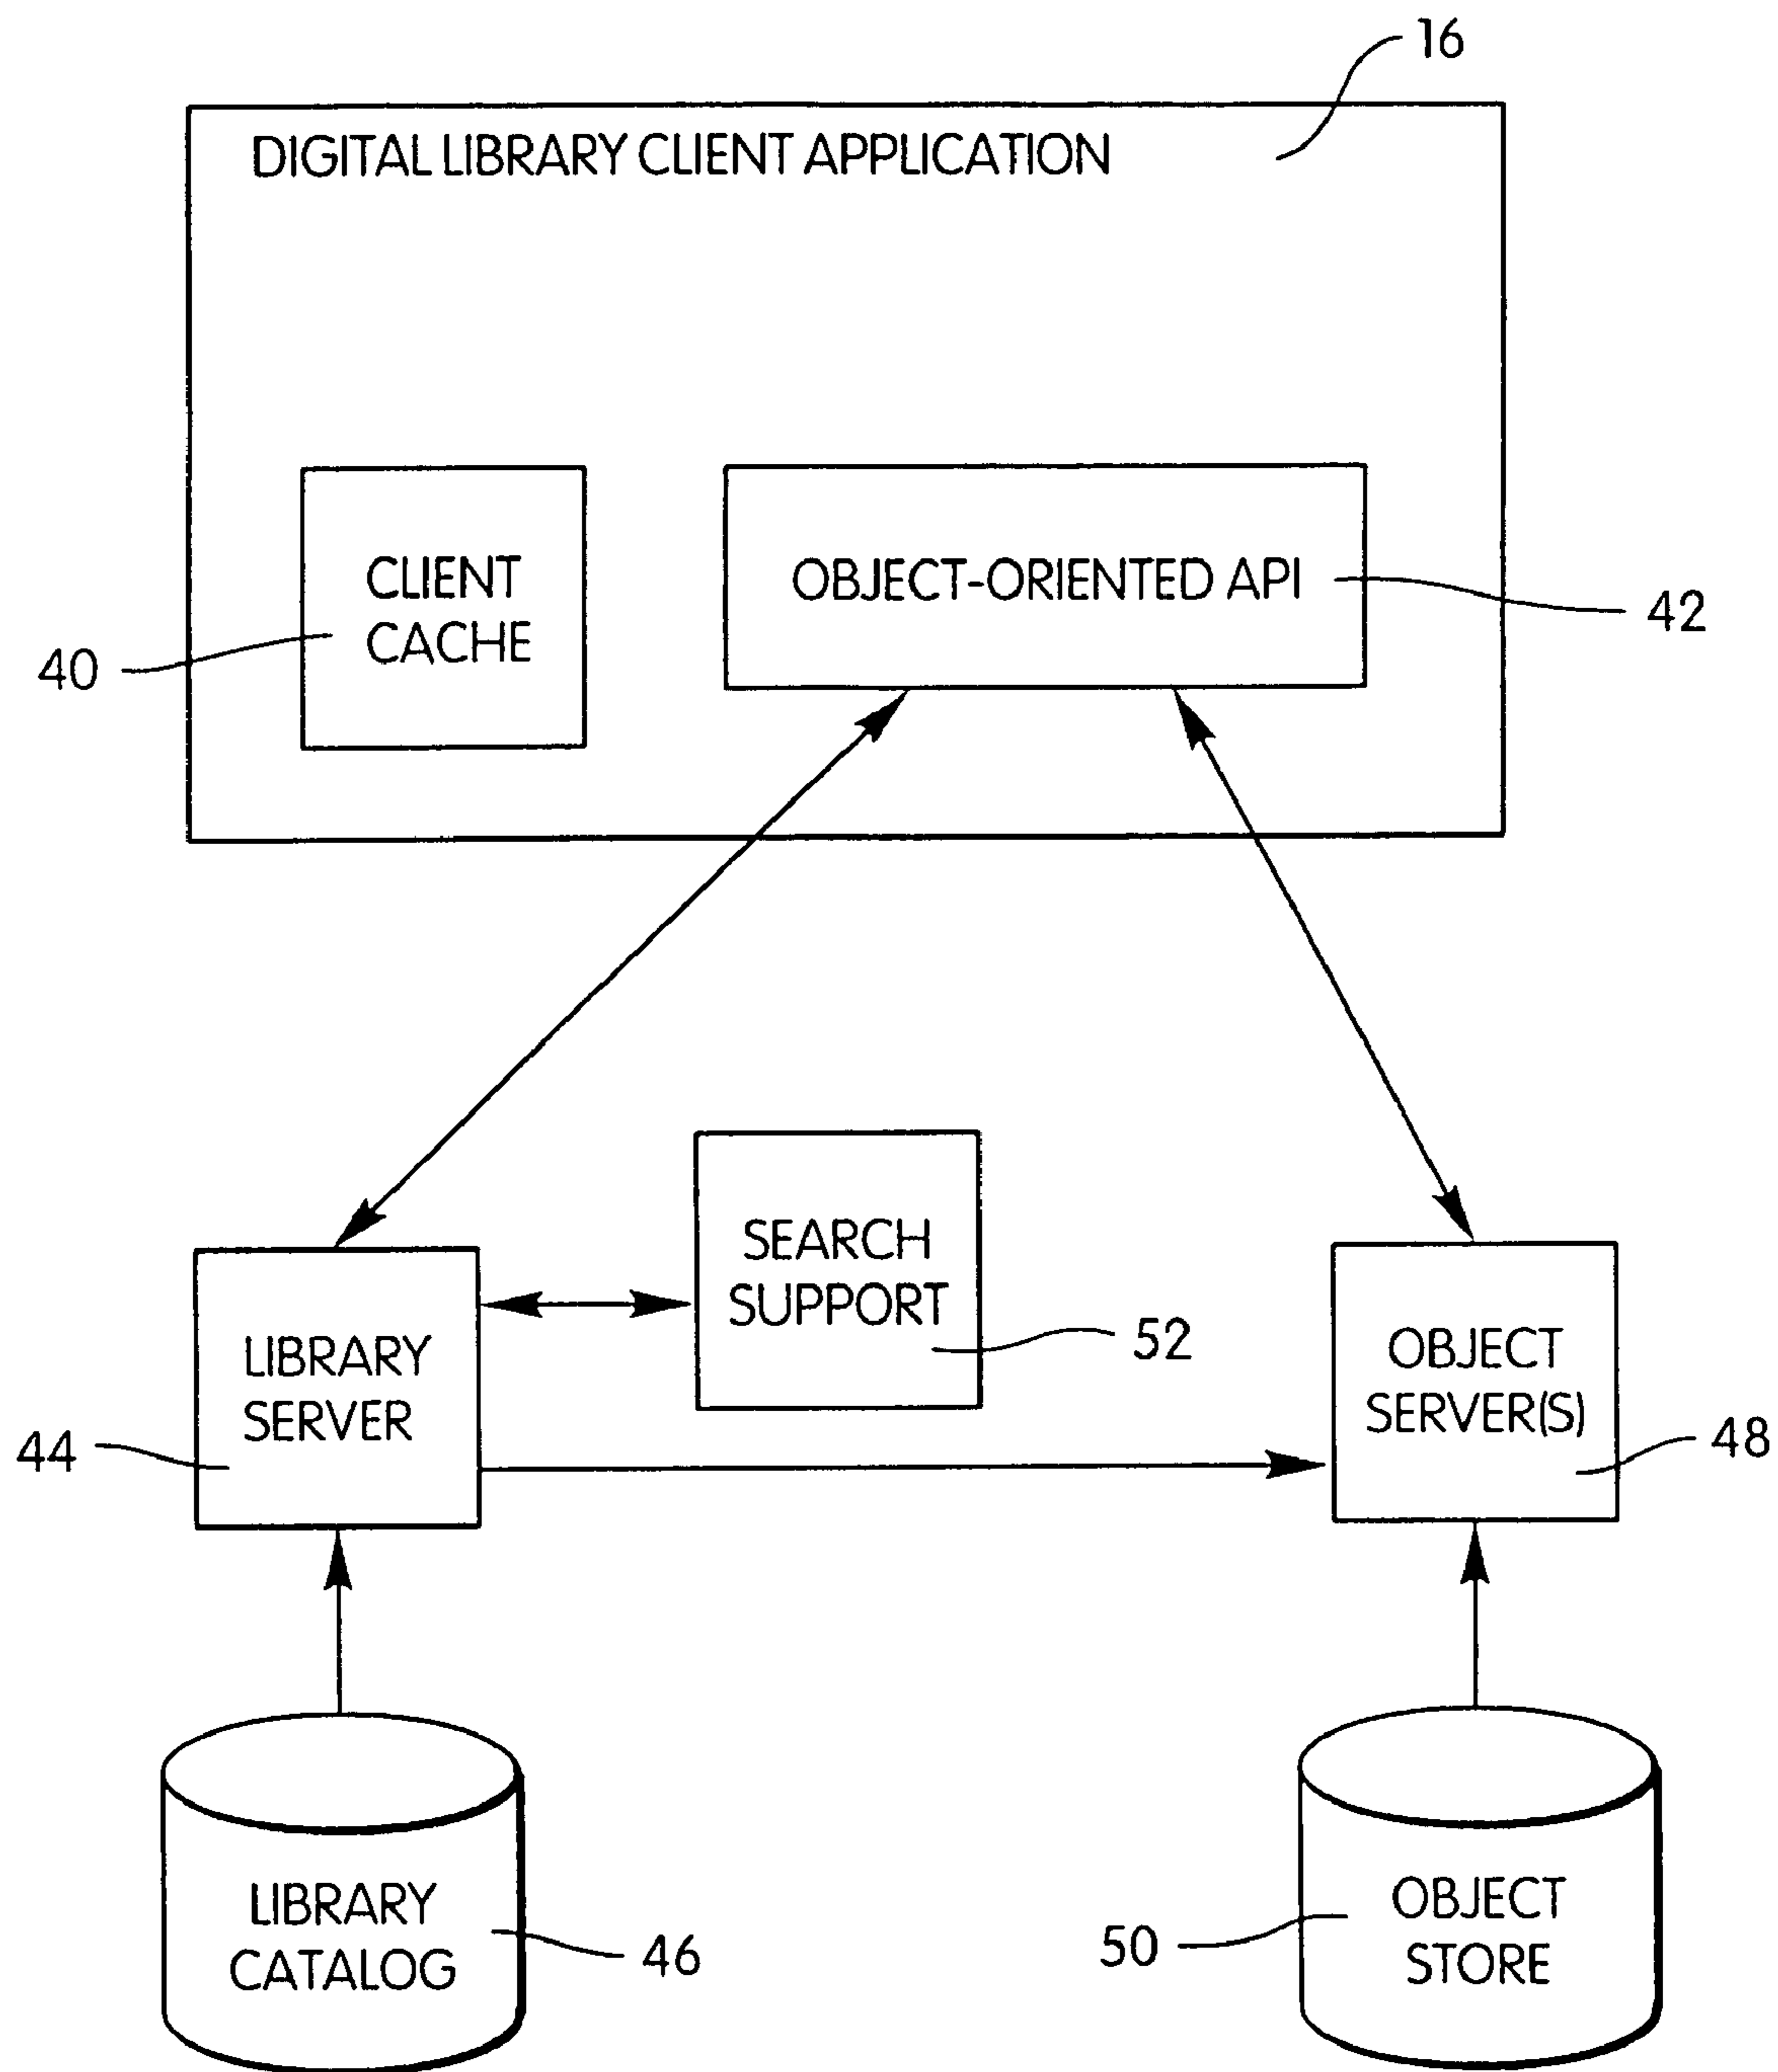 16
DIGITAL LIBRARY CLIENT APPLICATION
CLIENT
CACHE
40
OBJECT-ORIENTED API
42
SEARCH
SUPPORT
52
LIBRARY
SERVER
44
OBJECT
SERVER(S)
48
LIBRARY
CATALOG
46
OBJECT
STORE
50